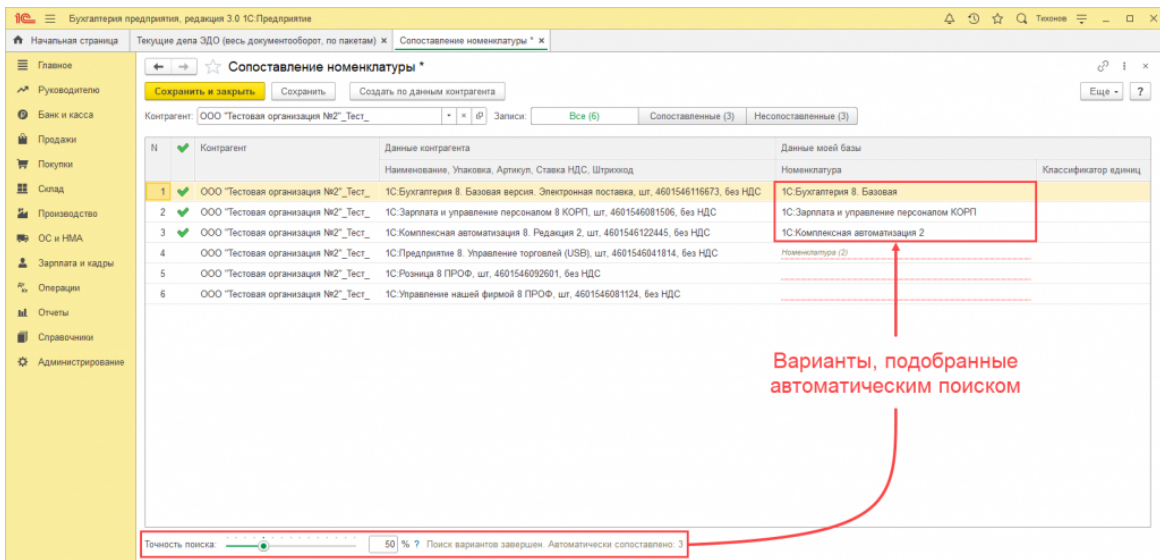 1С Бухгалтерия предприятия, редакция 3.0 1С:Предприятие Тихонов
Начальная страница Текущие дела ЭДО (весь документооборот, по пакетам) × Сопоставление номенклатуры * ×
Главное
Руководителю
Банк и касса
Продажи
Покупки
Склад
Производство
ОС и НМА
Зарплата и кадры
Операции
Отчеты
Справочники
Администрирование
Сопоставление номенклатуры *
Сохранить и закрыть Сохранить Создать по данным контрагента Еще ?
Контрагент: ООО "Тестовая организация №2"_Тест_ Записи: Все (6) Сопоставленные (3) Несопоставленные (3)
N Контрагент Данные контрагента Данные моей базы
Наименование, Упаковка, Артикул, Ставка НДС, Штрихкод Номенклатура Классификатор единиц
1 ООО "Тестовая организация №2"_Тест_ 1С:Бухгалтерия 8. Базовая версия. Электронная поставка, шт, 4601546116673, без НДС 1С:Бухгалтерия 8. Базовая
2 ООО "Тестовая организация №2"_Тест_ 1С:Зарплата и управление персоналом 8 КОРП, шт, 4601546081506, без НДС 1С:Зарплата и управление персоналом КОРП
3 ООО "Тестовая организация №2"_Тест_ 1С:Комплексная автоматизация 8. Редакция 2, шт, 4601546122445, без НДС 1С:Комплексная автоматизация 2
4 ООО "Тестовая организация №2"_Тест_ 1С:Предприятие 8. Управление торговлей (USB), шт, 4601546041814, без НДС Номенклатура (2)
5 ООО "Тестовая организация №2"_Тест_ 1С:Розница 8 ПРОФ, шт, 4601546092601, без НДС
6 ООО "Тестовая организация №2"_Тест_ 1С:Управление нашей фирмой 8 ПРОФ, шт, 4601546081124, без НДС
Варианты, подобранные
автоматическим поиском
Точность поиска: 50 % ? Поиск вариантов завершен. Автоматически сопоставлено: 3